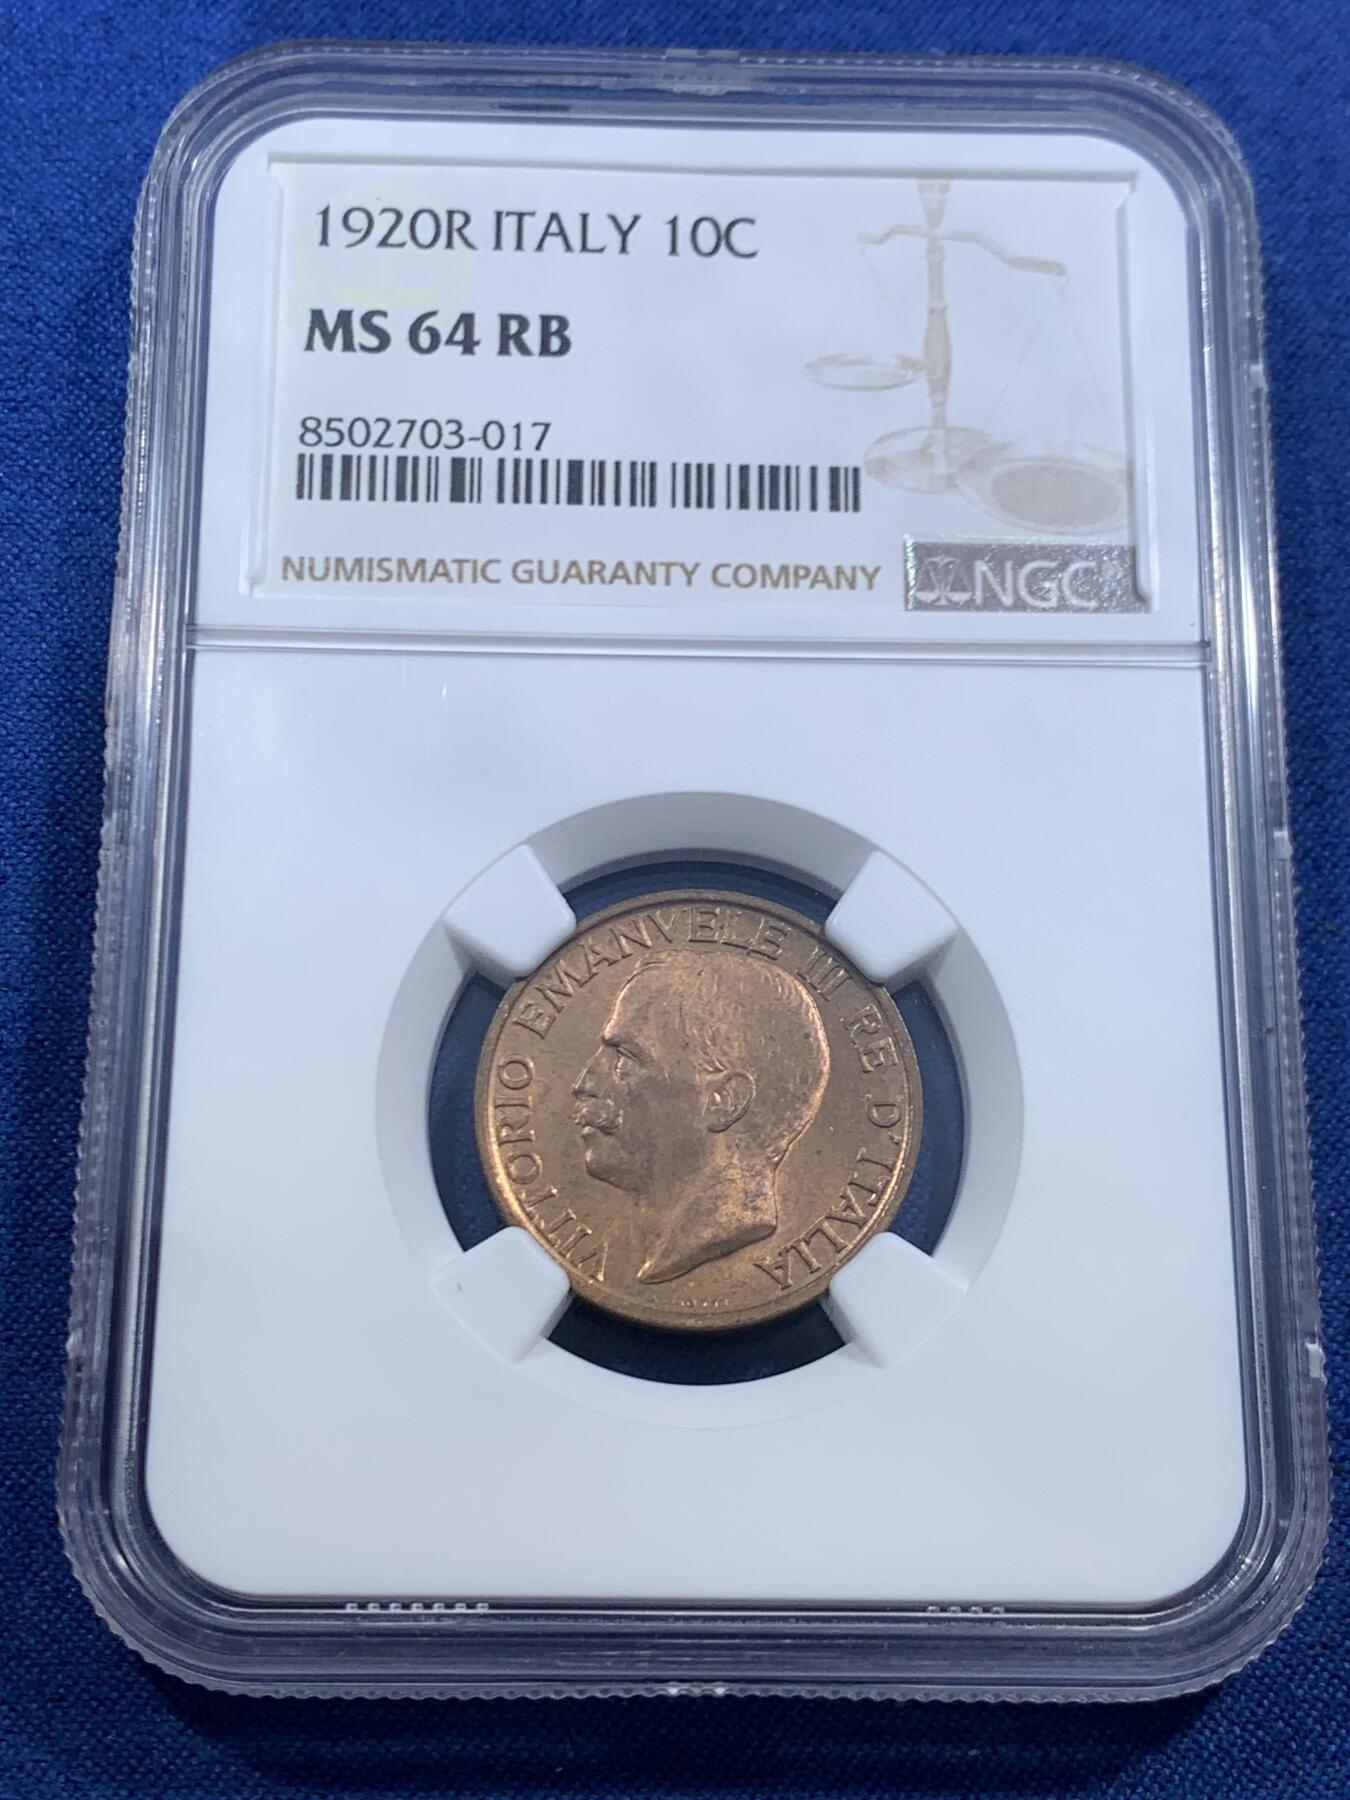 1920R ITALY 10C
MS 64 RB
8502703-017
NUMISMATIC GUARANTY COMPANY
NGC
VITTORIO EMANVELE III RE D'ITALIA